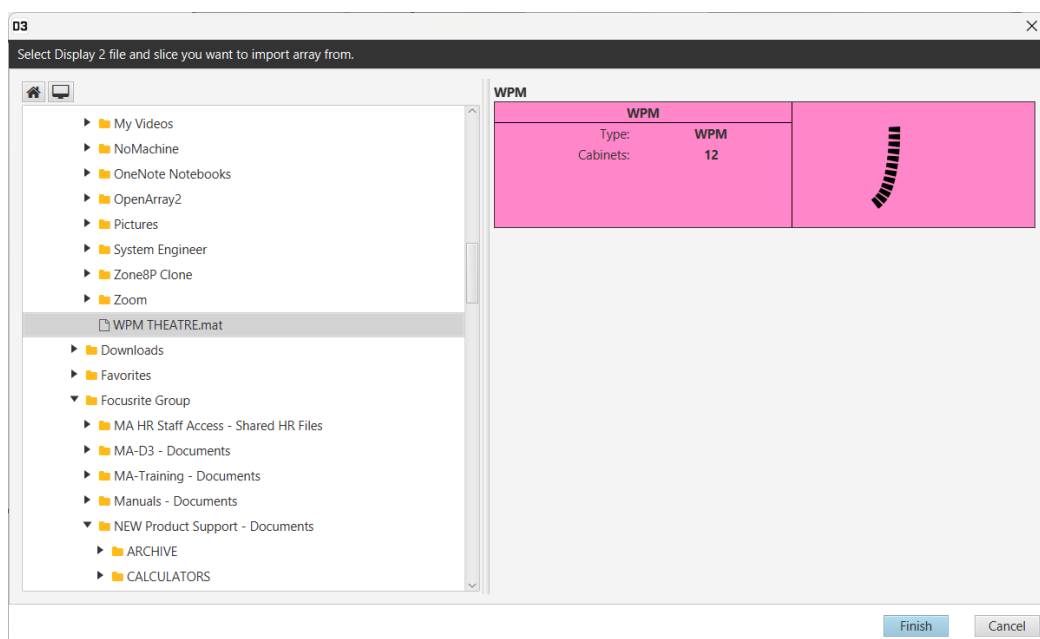 D3
Select Display 2 file and slice you want to import array from.
My Videos
NoMachine
OneNote Notebooks
OpenArray2
Pictures
System Engineer
Zone8P Clone
Zoom
WPM THEATRE.mat
Downloads
Favorites
Focusrite Group
MA HR Staff Access - Shared HR Files
MA-D3 - Documents
MA-Training - Documents
Manuals - Documents
NEW Product Support - Documents
ARCHIVE
CALCULATORS
WPM
WPM
Type: WPM
Cabinets: 12
Finish Cancel